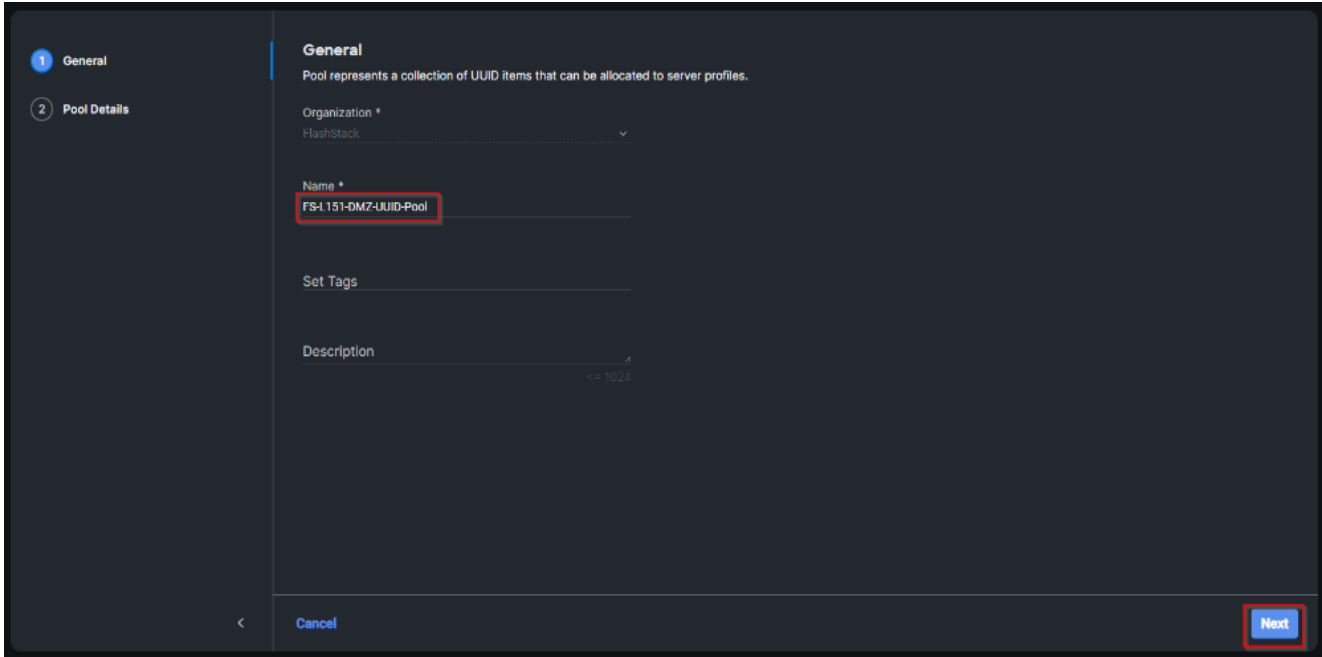 1 General
2 Pool Details
General
Pool represents a collection of UUID items that can be allocated to server profiles.
Organization *
FlashStack
Name *
FS-L151-DMZ-UUID-Pool
Set Tags
Description
<= 1024
Cancel
Next